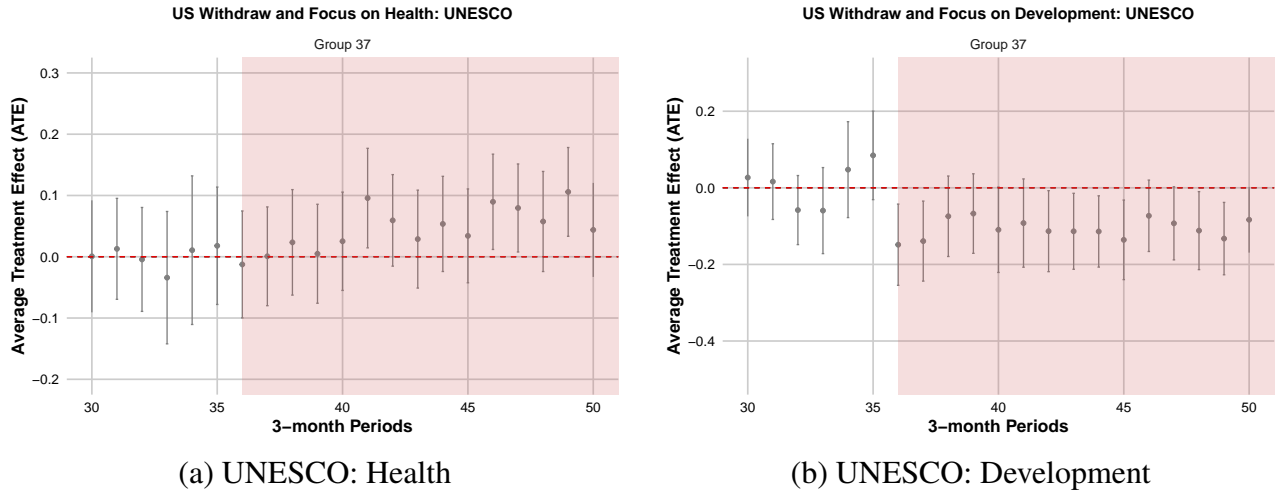 US Withdraw and Focus on Health: UNESCO
Group 37
Average Treatment Effect (ATE)
0.3
0.2
0.1
0.0
−0.1
−0.2
30 35 40 45 50
3−month Periods
(a) UNESCO: Health
US Withdraw and Focus on Development: UNESCO
Group 37
Average Treatment Effect (ATE)
0.2
0.0
−0.2
−0.4
30 35 40 45 50
3−month Periods
(b) UNESCO: Development